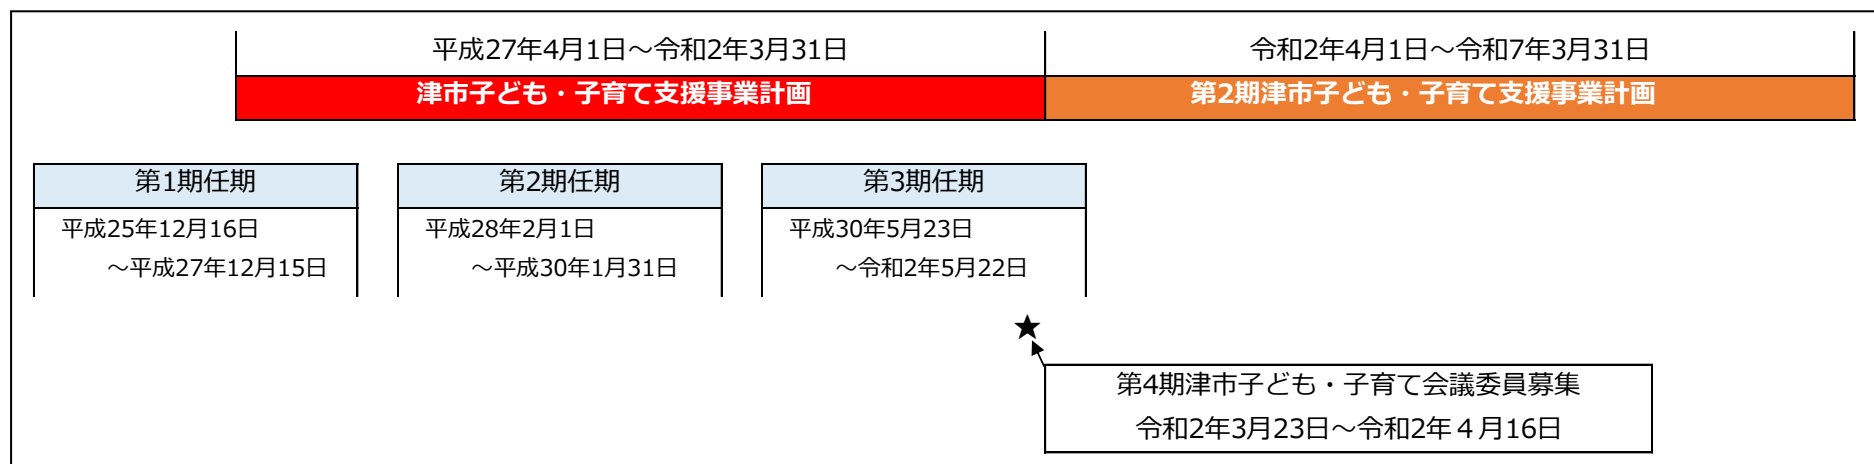 平成27年4月1日～令和2年3月31日
令和2年4月1日～令和7年3月31日
津市子ども・子育て支援事業計画
第2期津市子ども・子育て支援事業計画
第1期任期
平成25年12月16日
～平成27年12月15日
第2期任期
平成28年2月1日
～平成30年1月31日
第3期任期
平成30年5月23日
～令和2年5月22日
★
第4期津市子ども・子育て会議委員募集
令和2年3月23日～令和2年４月16日